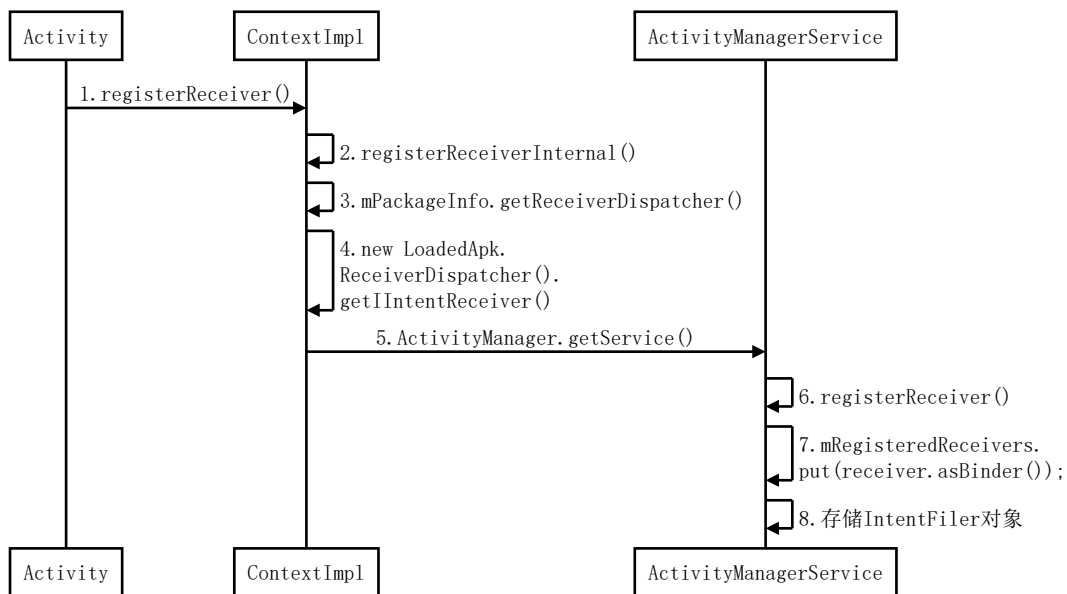 Activity
ContextImpl
ActivityManagerService
1.registerReceiver()
2.registerReceiverInternal()
3.mPackageInfo.getReceiverDispatcher()
4.new LoadedApk.
ReceiverDispatcher().
getIIntentReceiver()
5.ActivityManager.getService()
6.registerReceiver()
7.mRegisteredReceivers.
put(receiver.asBinder());
8.存储IntentFiler对象
Activity
ContextImpl
ActivityManagerService